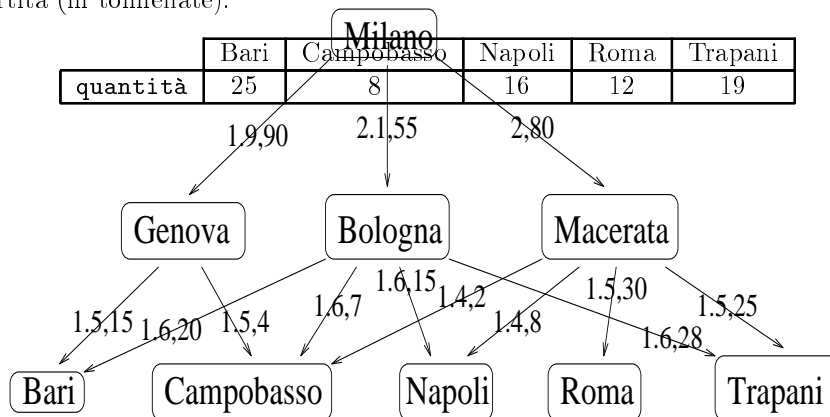 rtita (in tonnellate).
Milano
Bari Campobasso Napoli Roma Trapani
quantità 25 8 16 12 19
1.9,90 2.1,55 2,80
Genova Bologna Macerata
1.5,15 1.6,20 1.5,4 1.6,7 1.6,15 1.4,2 1.4,8 1.5,30 1.6,28 1.5,25
Bari Campobasso Napoli Roma Trapani